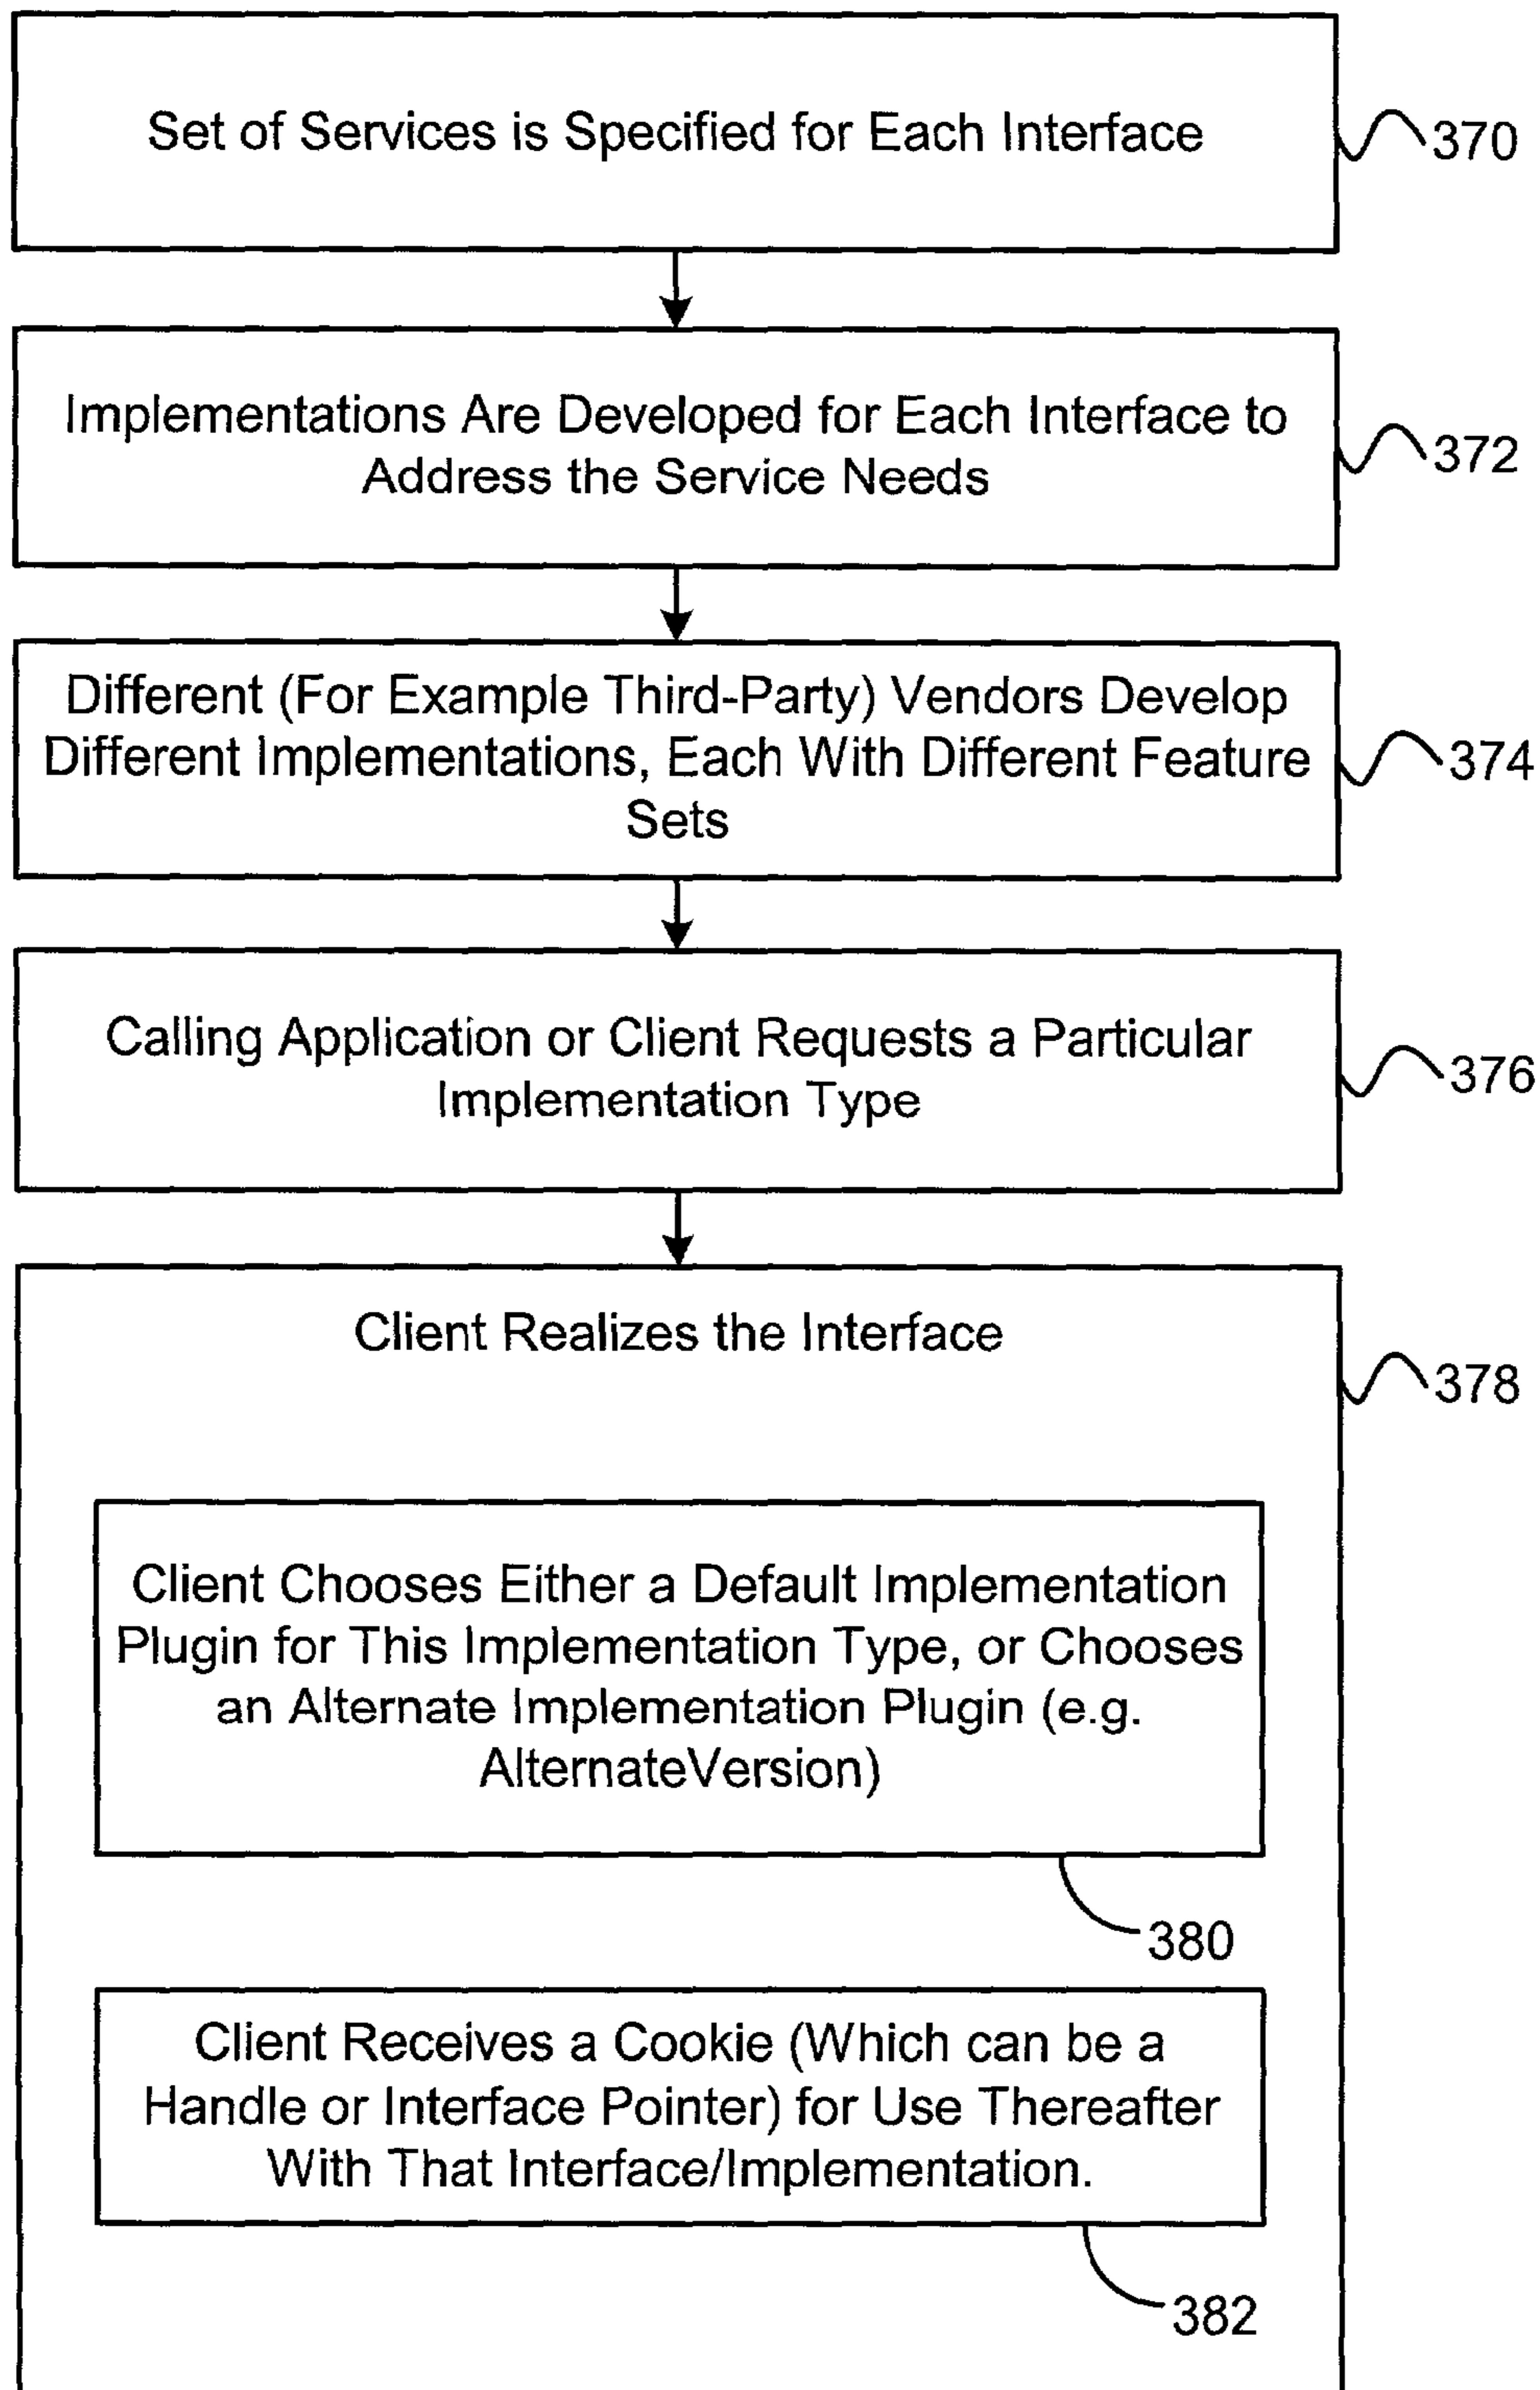 Set of Services is Specified for Each Interface
370
Implementations Are Developed for Each Interface to
Address the Service Needs
372
Different (For Example Third-Party) Vendors Develop
Different Implementations, Each With Different Feature
Sets
374
Calling Application or Client Requests a Particular
Implementation Type
376
Client Realizes the Interface
378
Client Chooses Either a Default Implementation
Plugin for This Implementation Type, or Chooses
an Alternate Implementation Plugin (e.g.
AlternateVersion)
380
Client Receives a Cookie (Which can be a
Handle or Interface Pointer) for Use Thereafter
With That Interface/Implementation.
382